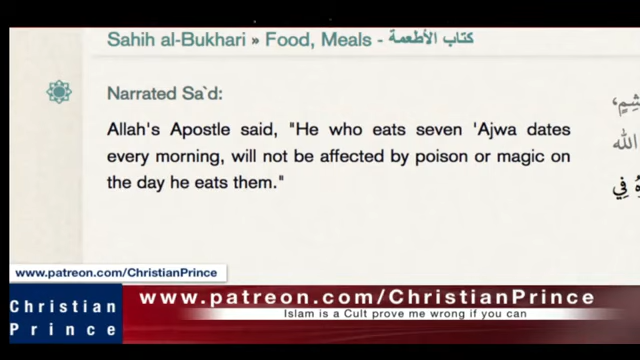 Sahih al-Bukhari » Food, Meals - كتاب الأطعمة
Narrated Sa`d:
Allah's Apostle said, "He who eats seven 'Ajwa dates
every morning, will not be affected by poison or magic on
the day he eats them."
الله
فِي
www.patreon.com/ChristianPrince
Christian
Prince
www.patreon.com/ChristianPrince
Islam is a Cult prove me wrong if you can